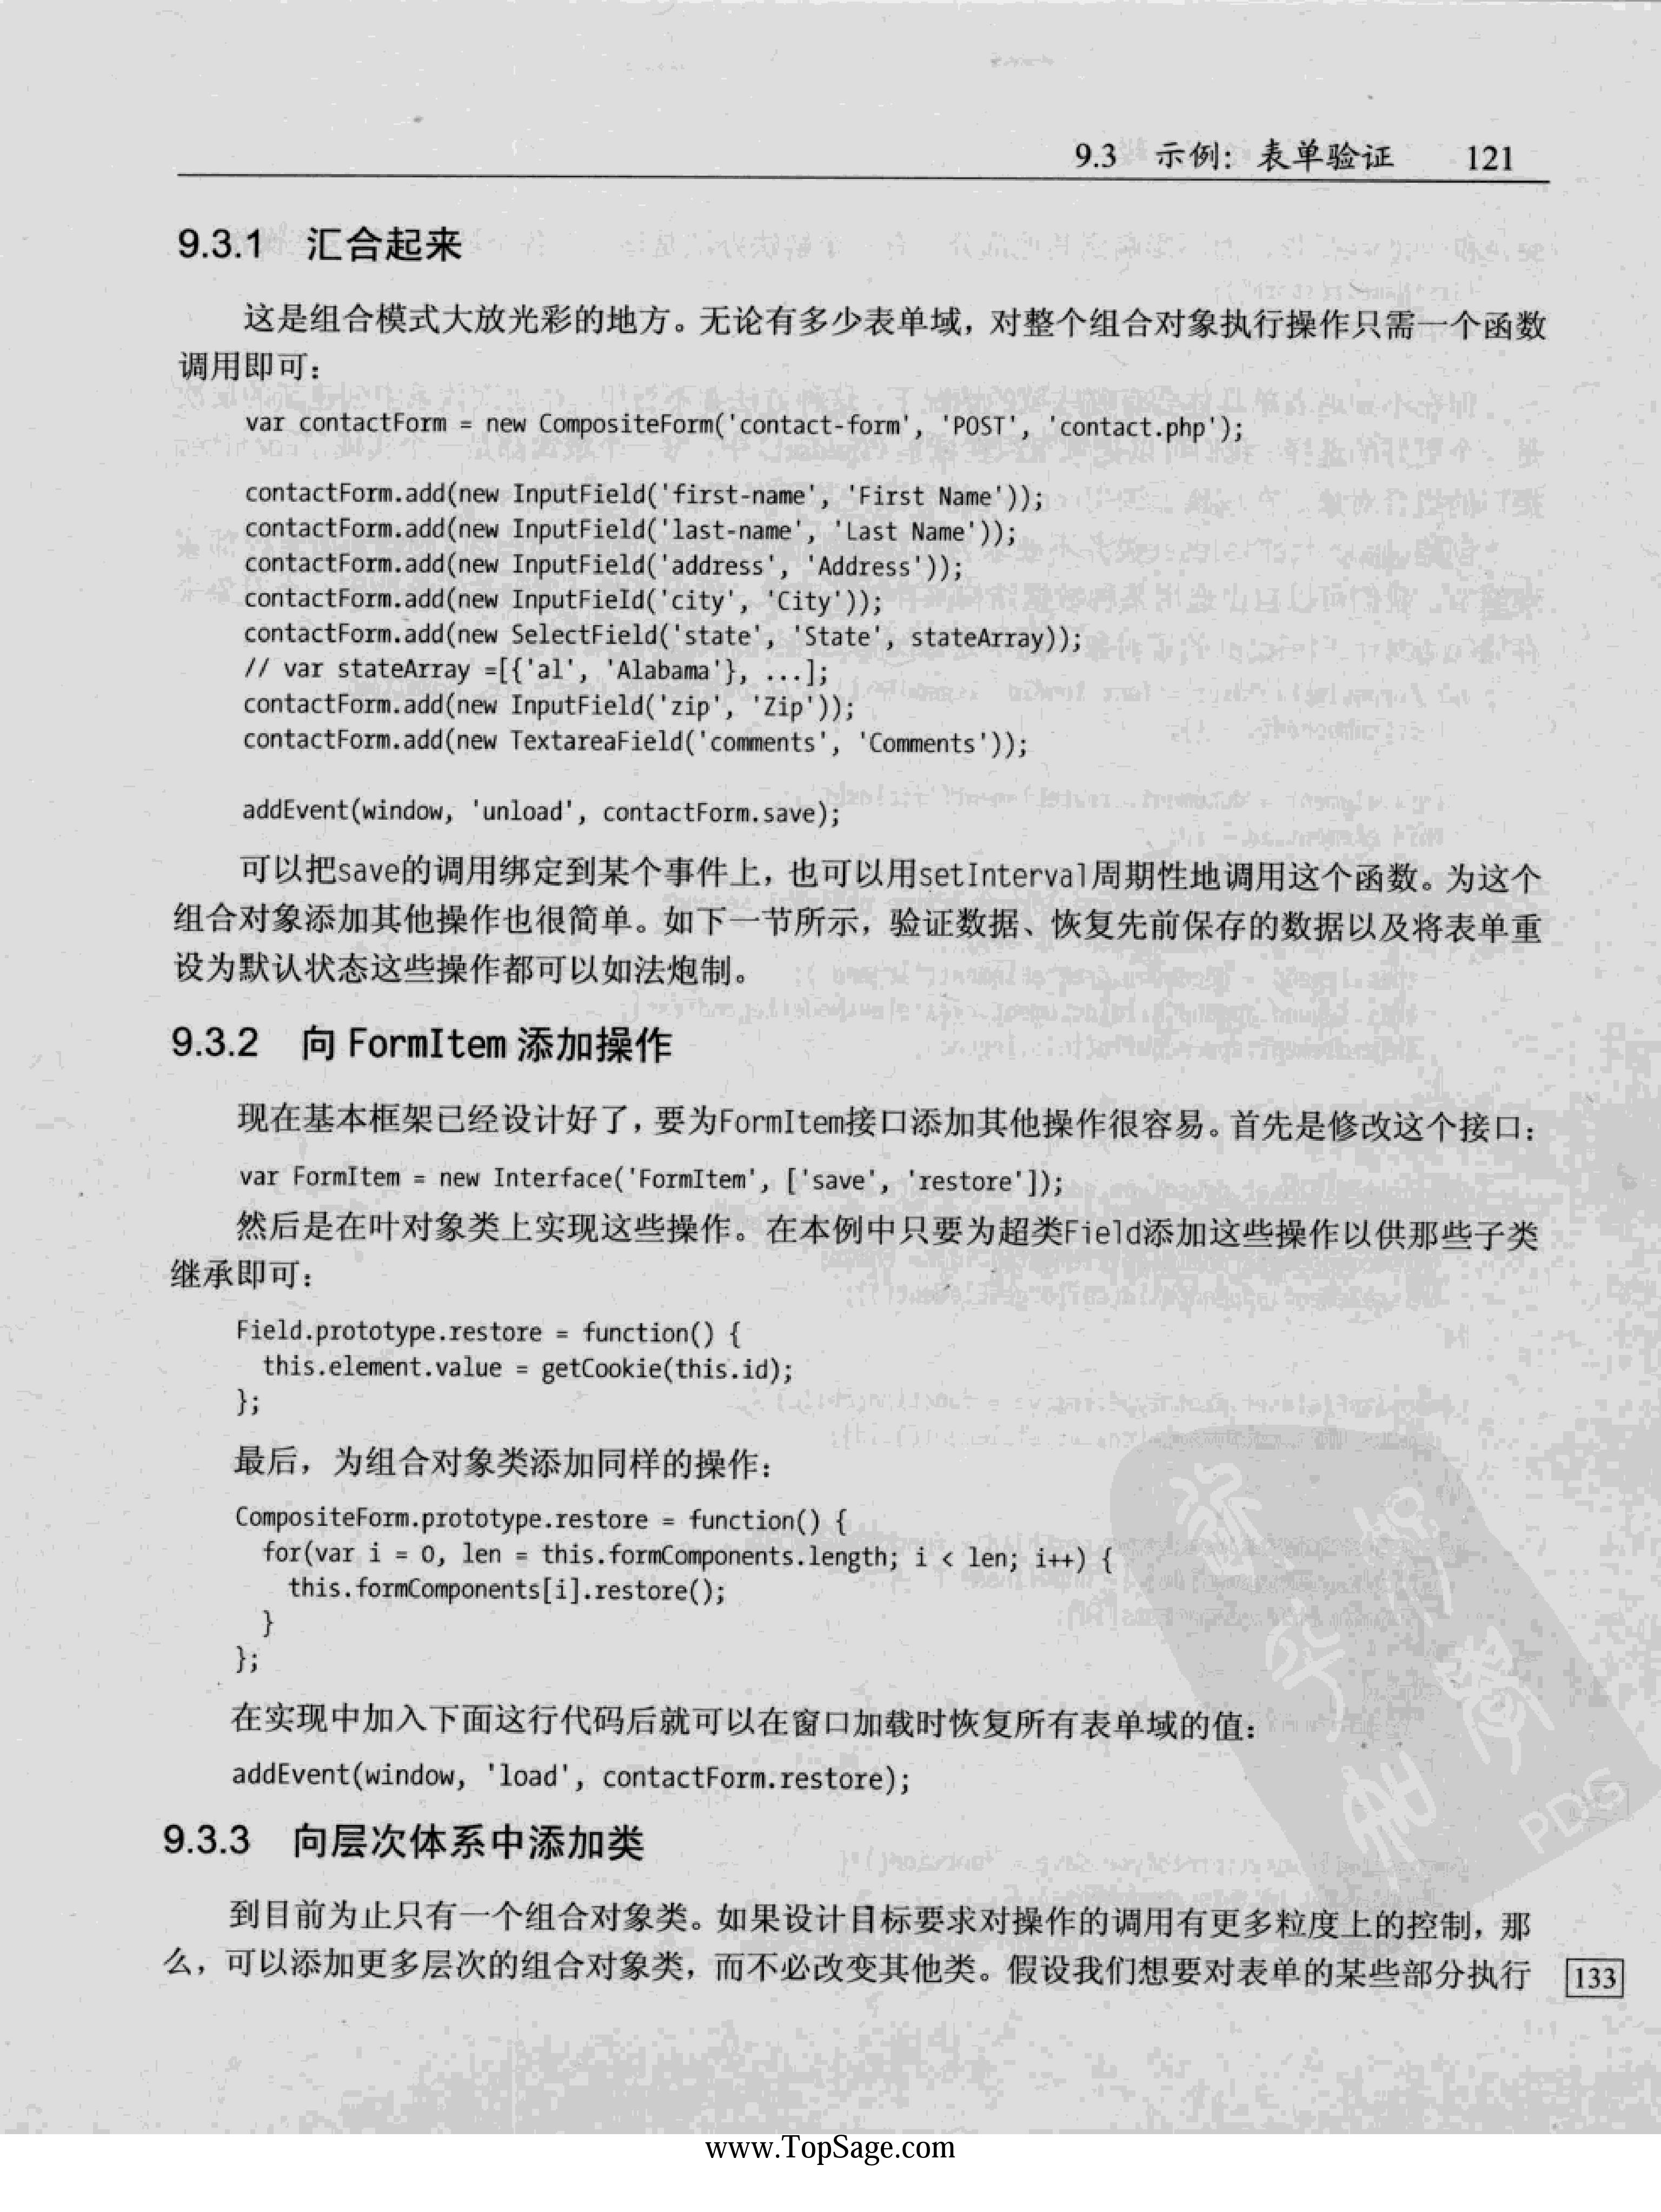 9.3 示例：表单验证 121
9.3.1 汇合起来
这是组合模式大放光彩的地方。无论有多少表单域，对整个组合对象执行操作只需一个函数
调用即可：
var contactForm = new CompositeForm('contact-form', 'POST', 'contact.php');
contactForm.add(new InputField('first-name', 'First Name'));
contactForm.add(new InputField('last-name', 'Last Name'));
contactForm.add(new InputField('address', 'Address'));
contactForm.add(new InputField('city', 'City'));
contactForm.add(new SelectField('state', 'State', stateArray));
// var stateArray =[{'al', 'Alabama'}, ...];
contactForm.add(new InputField('zip', 'Zip'));
contactForm.add(new TextareaField('comments', 'Comments'));
addEvent(window, 'unload', contactForm.save);
可以把save的调用绑定到某个事件上，也可以用setInterval周期性地调用这个函数。为这个
组合对象添加其他操作也很简单。如下一节所示，验证数据、恢复先前保存的数据以及将表单重
设为默认状态这些操作都可以如法炮制。
9.3.2 向 FormItem 添加操作
现在基本框架已经设计好了，要为FormItem接口添加其他操作很容易。首先是修改这个接口：
var FormItem = new Interface('FormItem', ['save', 'restore']);
然后是在叶对象类上实现这些操作。在本例中只要为超类Field添加这些操作以供那些子类
继承即可：
Field.prototype.restore = function() {
this.element.value = getCookie(this.id);
};
最后，为组合对象类添加同样的操作：
CompositeForm.prototype.restore = function() {
for(var i = 0, len = this.formComponents.length; i < len; i++) {
this.formComponents[i].restore();
}
};
在实现中加入下面这行代码后就可以在窗口加载时恢复所有表单域的值：
addEvent(window, 'load', contactForm.restore);
9.3.3 向层次体系中添加类
到目前为止只有一个组合对象类。如果设计目标要求对操作的调用有更多粒度上的控制，那
么，可以添加更多层次的组合对象类，而不必改变其他类。假设我们想要对表单的某些部分执行
133
PDG
www.TopSage.com